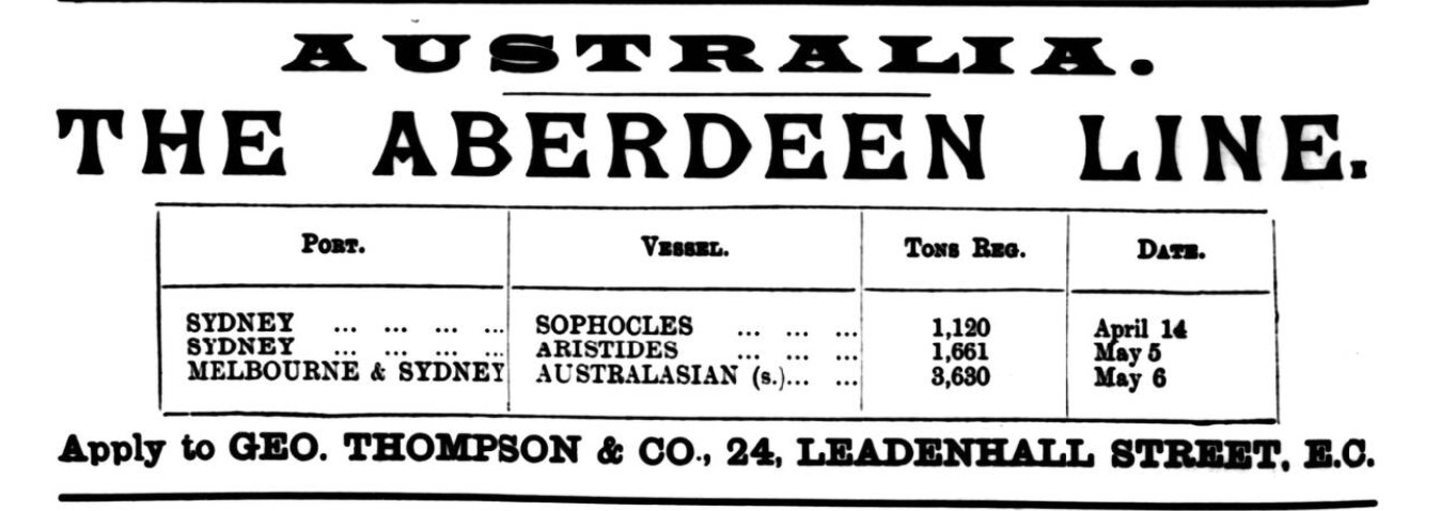 AUSTRALIA.
THE ABERDEEN LINE.
PORT. VESSEL. TONS REG. DATE.
SYDNEY ... ... ... ... SOPHOCLES ... ... ... 1,120 April 14
SYDNEY ... ... ... ... ARISTIDES ... ... ... 1,661 May 5
MELBOURNE & SYDNEY AUSTRALASIAN (s.)... ... 3,630 May 6
Apply to GEO. THOMPSON & CO., 24, LEADENHALL STREET, E.C.